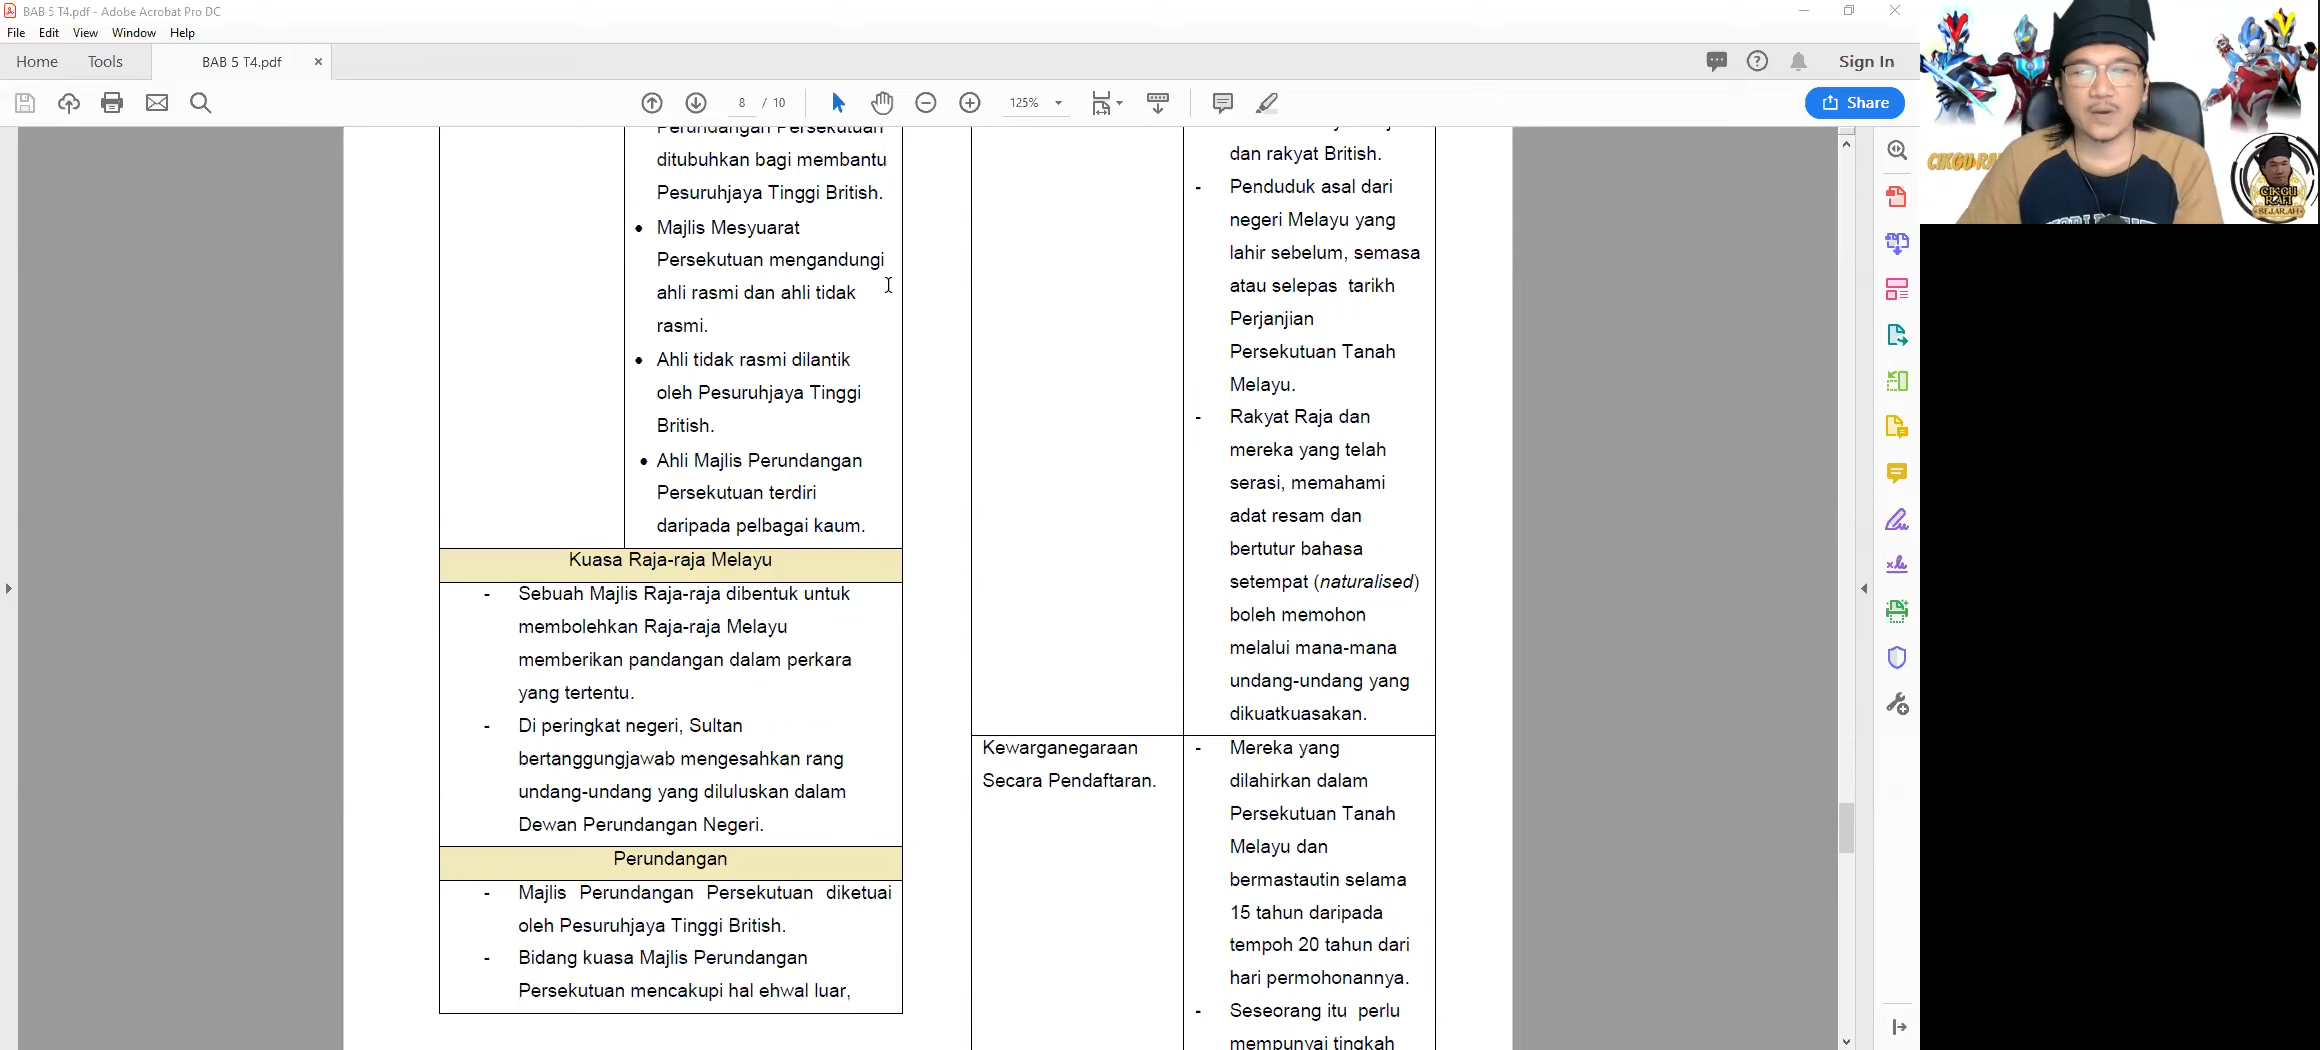 BAB 5 T4.pdf - Adobe Acrobat Pro DC
File Edit View Window Help
Home Tools BAB 5 T4.pdf × Sign In
8 / 10 125% Share
Perundangan Persekutuan
ditubuhkan bagi membantu
Pesuruhjaya Tinggi British.
• Majlis Mesyuarat
Persekutuan mengandungi
ahli rasmi dan ahli tidak
rasmi.
• Ahli tidak rasmi dilantik
oleh Pesuruhjaya Tinggi
British.
• Ahli Majlis Perundangan
Persekutuan terdiri
daripada pelbagai kaum.
Kuasa Raja-raja Melayu
- Sebuah Majlis Raja-raja dibentuk untuk
membolehkan Raja-raja Melayu
memberikan pandangan dalam perkara
yang tertentu.
- Di peringkat negeri, Sultan
bertanggungjawab mengesahkan rang
undang-undang yang diluluskan dalam
Dewan Perundangan Negeri.
Perundangan
- Majlis Perundangan Persekutuan diketuai
oleh Pesuruhjaya Tinggi British.
- Bidang kuasa Majlis Perundangan
Persekutuan mencakupi hal ehwal luar,
dan rakyat British.
- Penduduk asal dari
negeri Melayu yang
lahir sebelum, semasa
atau selepas tarikh
Perjanjian
Persekutuan Tanah
Melayu.
- Rakyat Raja dan
mereka yang telah
serasi, memahami
adat resam dan
bertutur bahasa
setempat (naturalised)
boleh memohon
melalui mana-mana
undang-undang yang
dikuatkuasakan.
Kewarganegaraan
Secara Pendaftaran.
- Mereka yang
dilahirkan dalam
Persekutuan Tanah
Melayu dan
bermastautin selama
15 tahun daripada
tempoh 20 tahun dari
hari permohonannya.
- Seseorang itu perlu
mempunyai tingkah
CIKGU RA
CIKGU
RAFI
SEJARAH